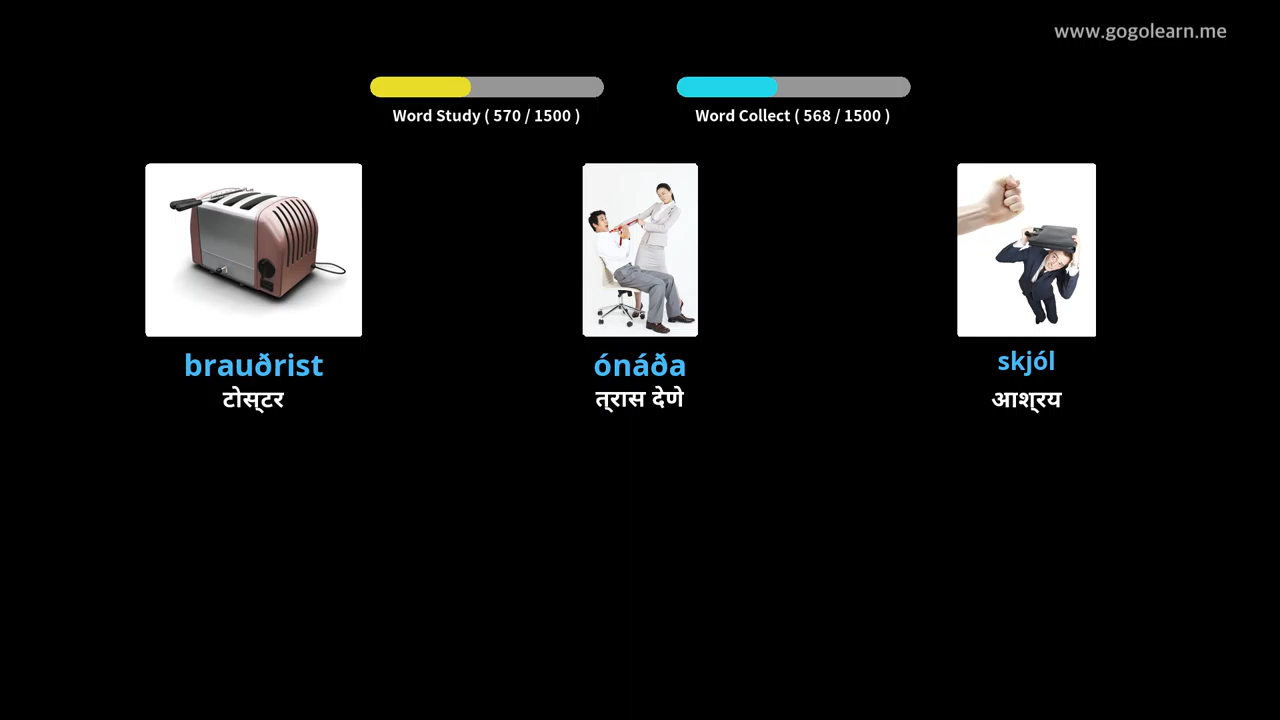 www.gogolearn.me
Word Study ( 570 / 1500 )
Word Collect ( 568 / 1500 )
brauðrist
ónáða
skjól
टोस्टर
त्रास देणे
आश्रय